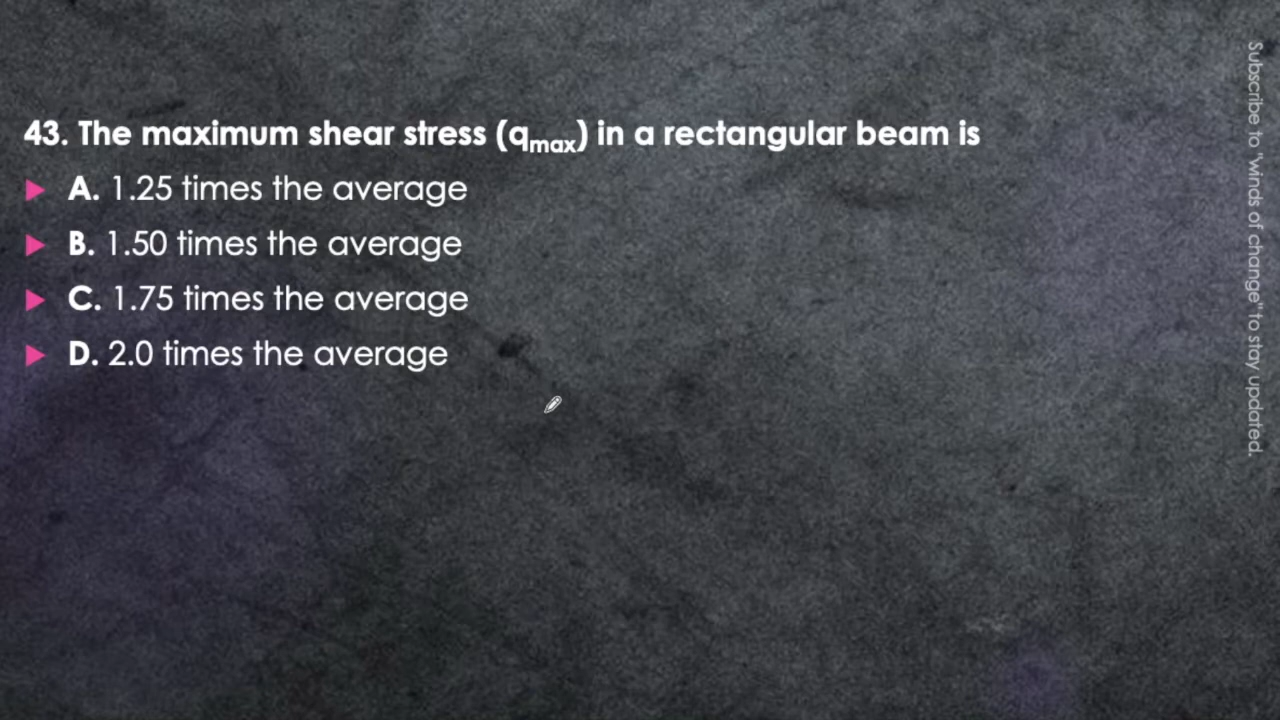 43. The maximum shear stress (qmax) in a rectangular beam is
A. 1.25 times the average
B. 1.50 times the average
C. 1.75 times the average
D. 2.0 times the average
Subscribe to "winds of change" to stay updated.